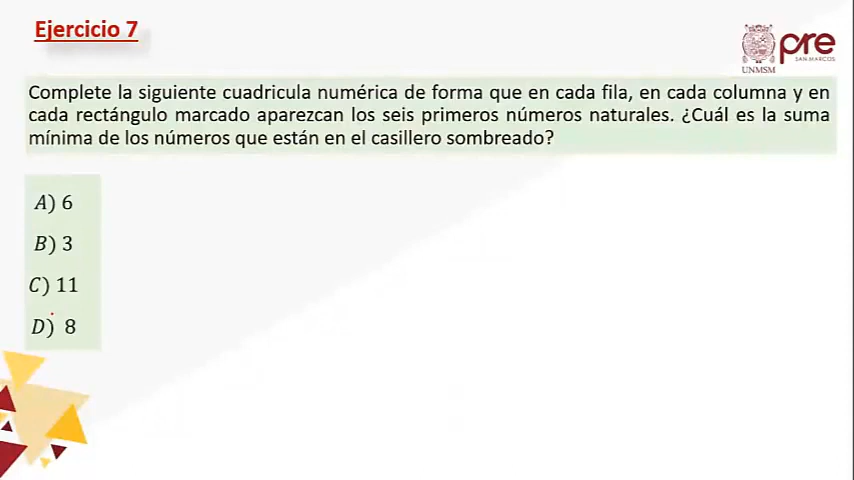 Ejercicio 7
UNMSM
pre
SAN MARCOS
Complete la siguiente cuadricula numérica de forma que en cada fila, en cada columna y en
cada rectángulo marcado aparezcan los seis primeros números naturales. ¿Cuál es la suma
mínima de los números que están en el casillero sombreado?
A) 6
B) 3
C) 11
D) 8